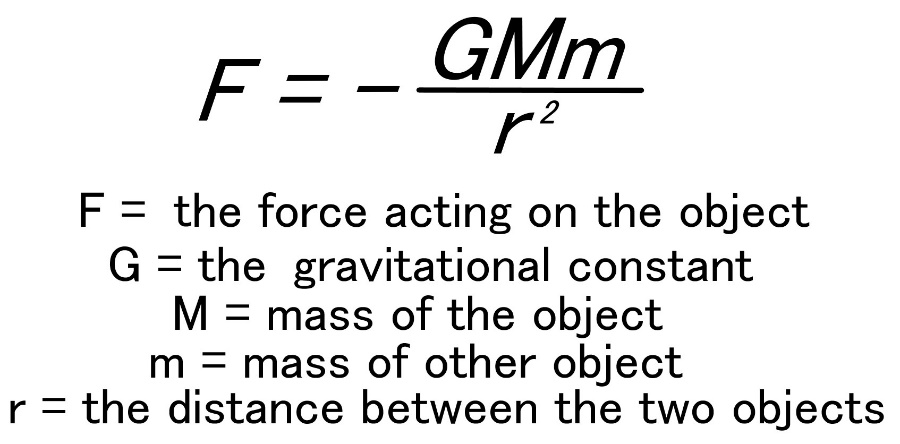 F = - GMm / r²
F = the force acting on the object
G = the gravitational constant
M = mass of the object
m = mass of other object
r = the distance between the two objects